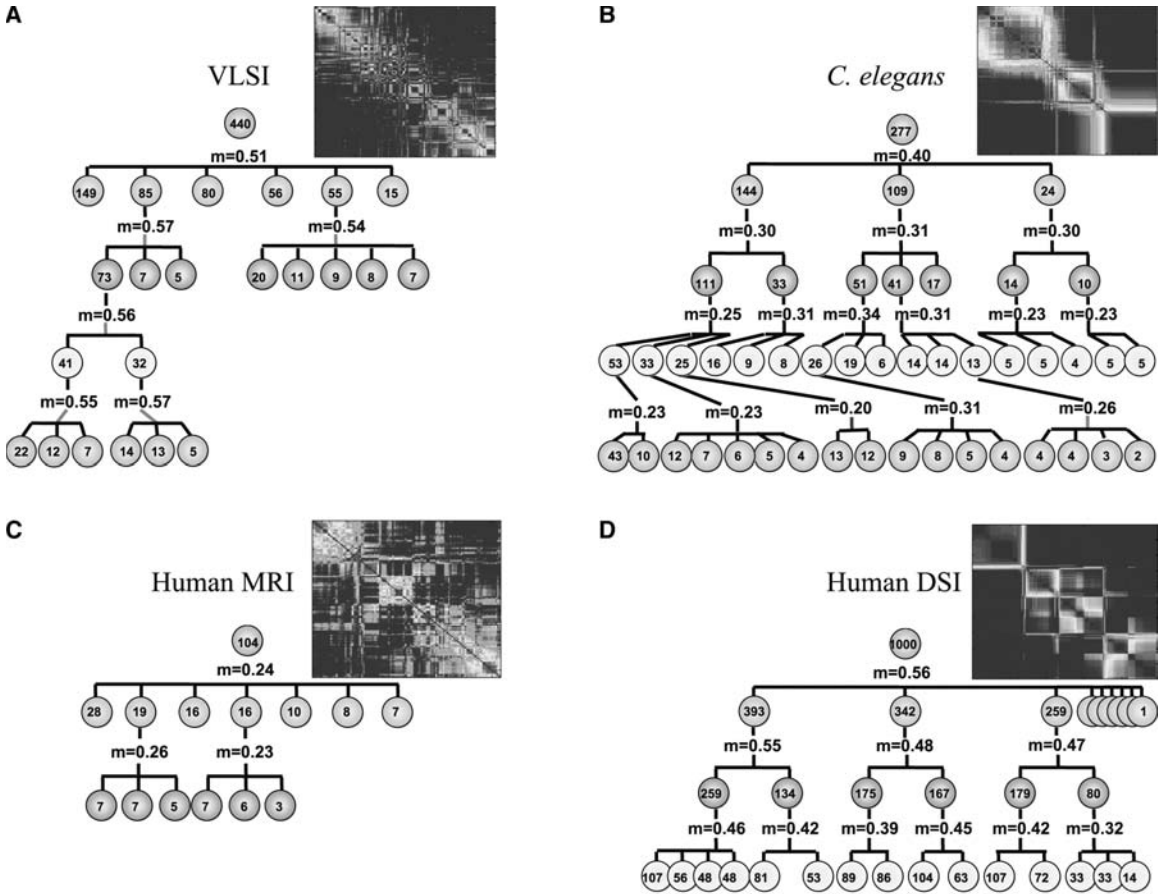 A
VLSI
440
m=0.51
149 85 80 56 55 15
m=0.57 m=0.54
73 7 5 20 11 9 8 7
m=0.56
41 32
m=0.55 m=0.57
22 12 7 14 13 5
B
C. elegans
277
m=0.40
144 109 24
m=0.30 m=0.31 m=0.30
111 33 51 41 17 14 10
m=0.25 m=0.31 m=0.34 m=0.31 m=0.23 m=0.23
53 33 25 16 9 8 26 19 6 14 14 13 5 5 4 5 5
m=0.23 m=0.23 m=0.20 m=0.31 m=0.26
43 10 12 7 6 5 4 13 12 9 8 5 4 4 4 3 2
C
Human MRI
104
m=0.24
28 19 16 16 10 8 7
m=0.26 m=0.23
7 7 5 7 6 3
D
Human DSI
1000
m=0.56
393 342 259 1
m=0.55 m=0.48 m=0.47
259 134 175 167 179 80
m=0.46 m=0.42 m=0.39 m=0.45 m=0.42 m=0.32
107 56 48 48 81 53 89 86 104 63 107 72 33 33 14